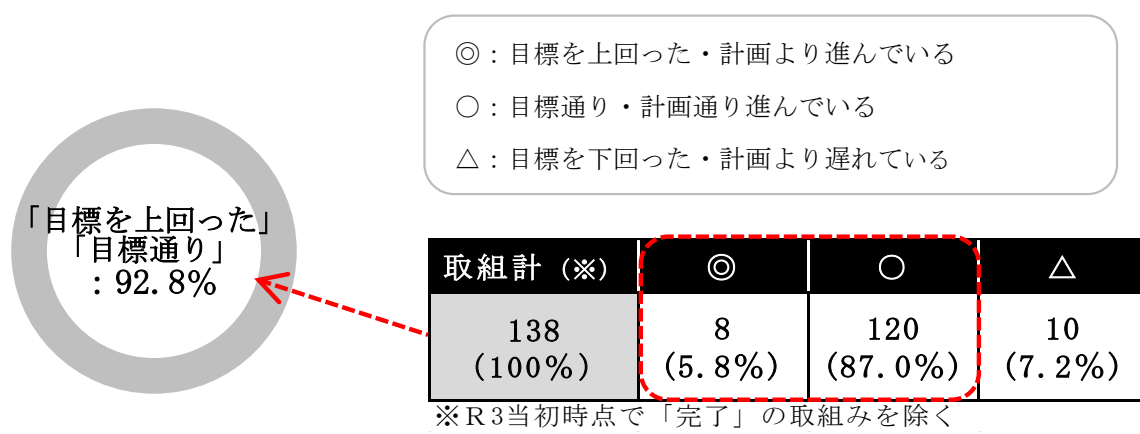 ◎：目標を上回った・計画より進んでいる
○：目標通り・計画通り進んでいる
△：目標を下回った・計画より遅れている
「目標を上回った」
「目標通り」
：92.8%
取組計（※） ◎ ○ △
138 8 120 10
(100%) (5.8%) (87.0%) (7.2%)
※R3当初時点で「完了」の取組みを除く